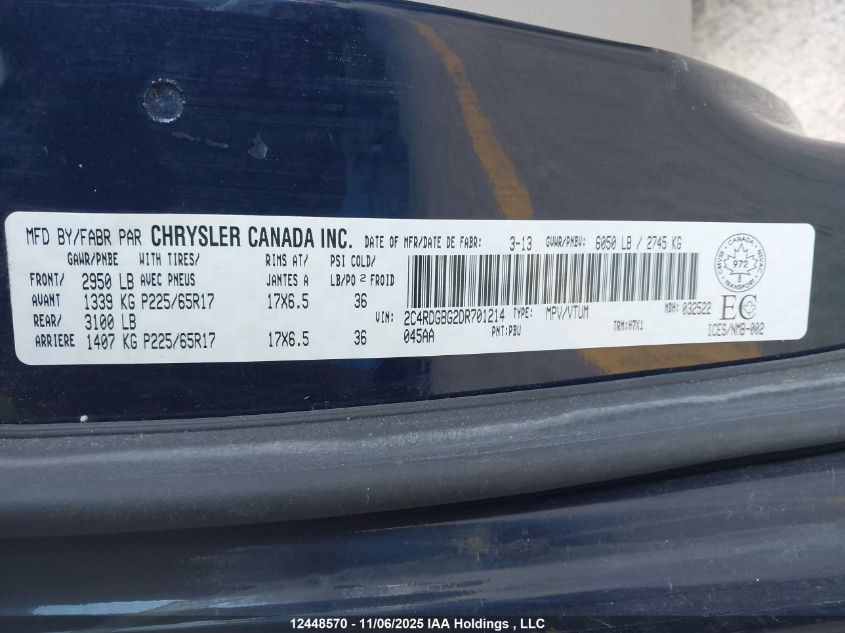 MFD BY/FABR PAR CHRYSLER CANADA INC. DATE OF MFR/DATE DE FABR: 3-13 GVWR/PNBV: 6050 LB / 2745 KG
GAWR/PNBE WITH TIRES/ RIMS AT/ PSI COLD/
FRONT/ 2950 LB AVEC PNEUS JANTES A LB/PO 2 FROID
AVANT 1339 KG P225/65R17 17X6.5 36
REAR/ 3100 LB
ARRIERE 1407 KG P225/65R17 17X6.5 36
VIN: 2C4RDGBG2DR701214 TYPE: MPV/VTUM MDH: 032522
045AA PNT: PBU TRM: H7X1
CANADA
972
TRANSPORT
EC
ICES/NMB-002
12448570 - 11/06/2025 IAA Holdings , LLC